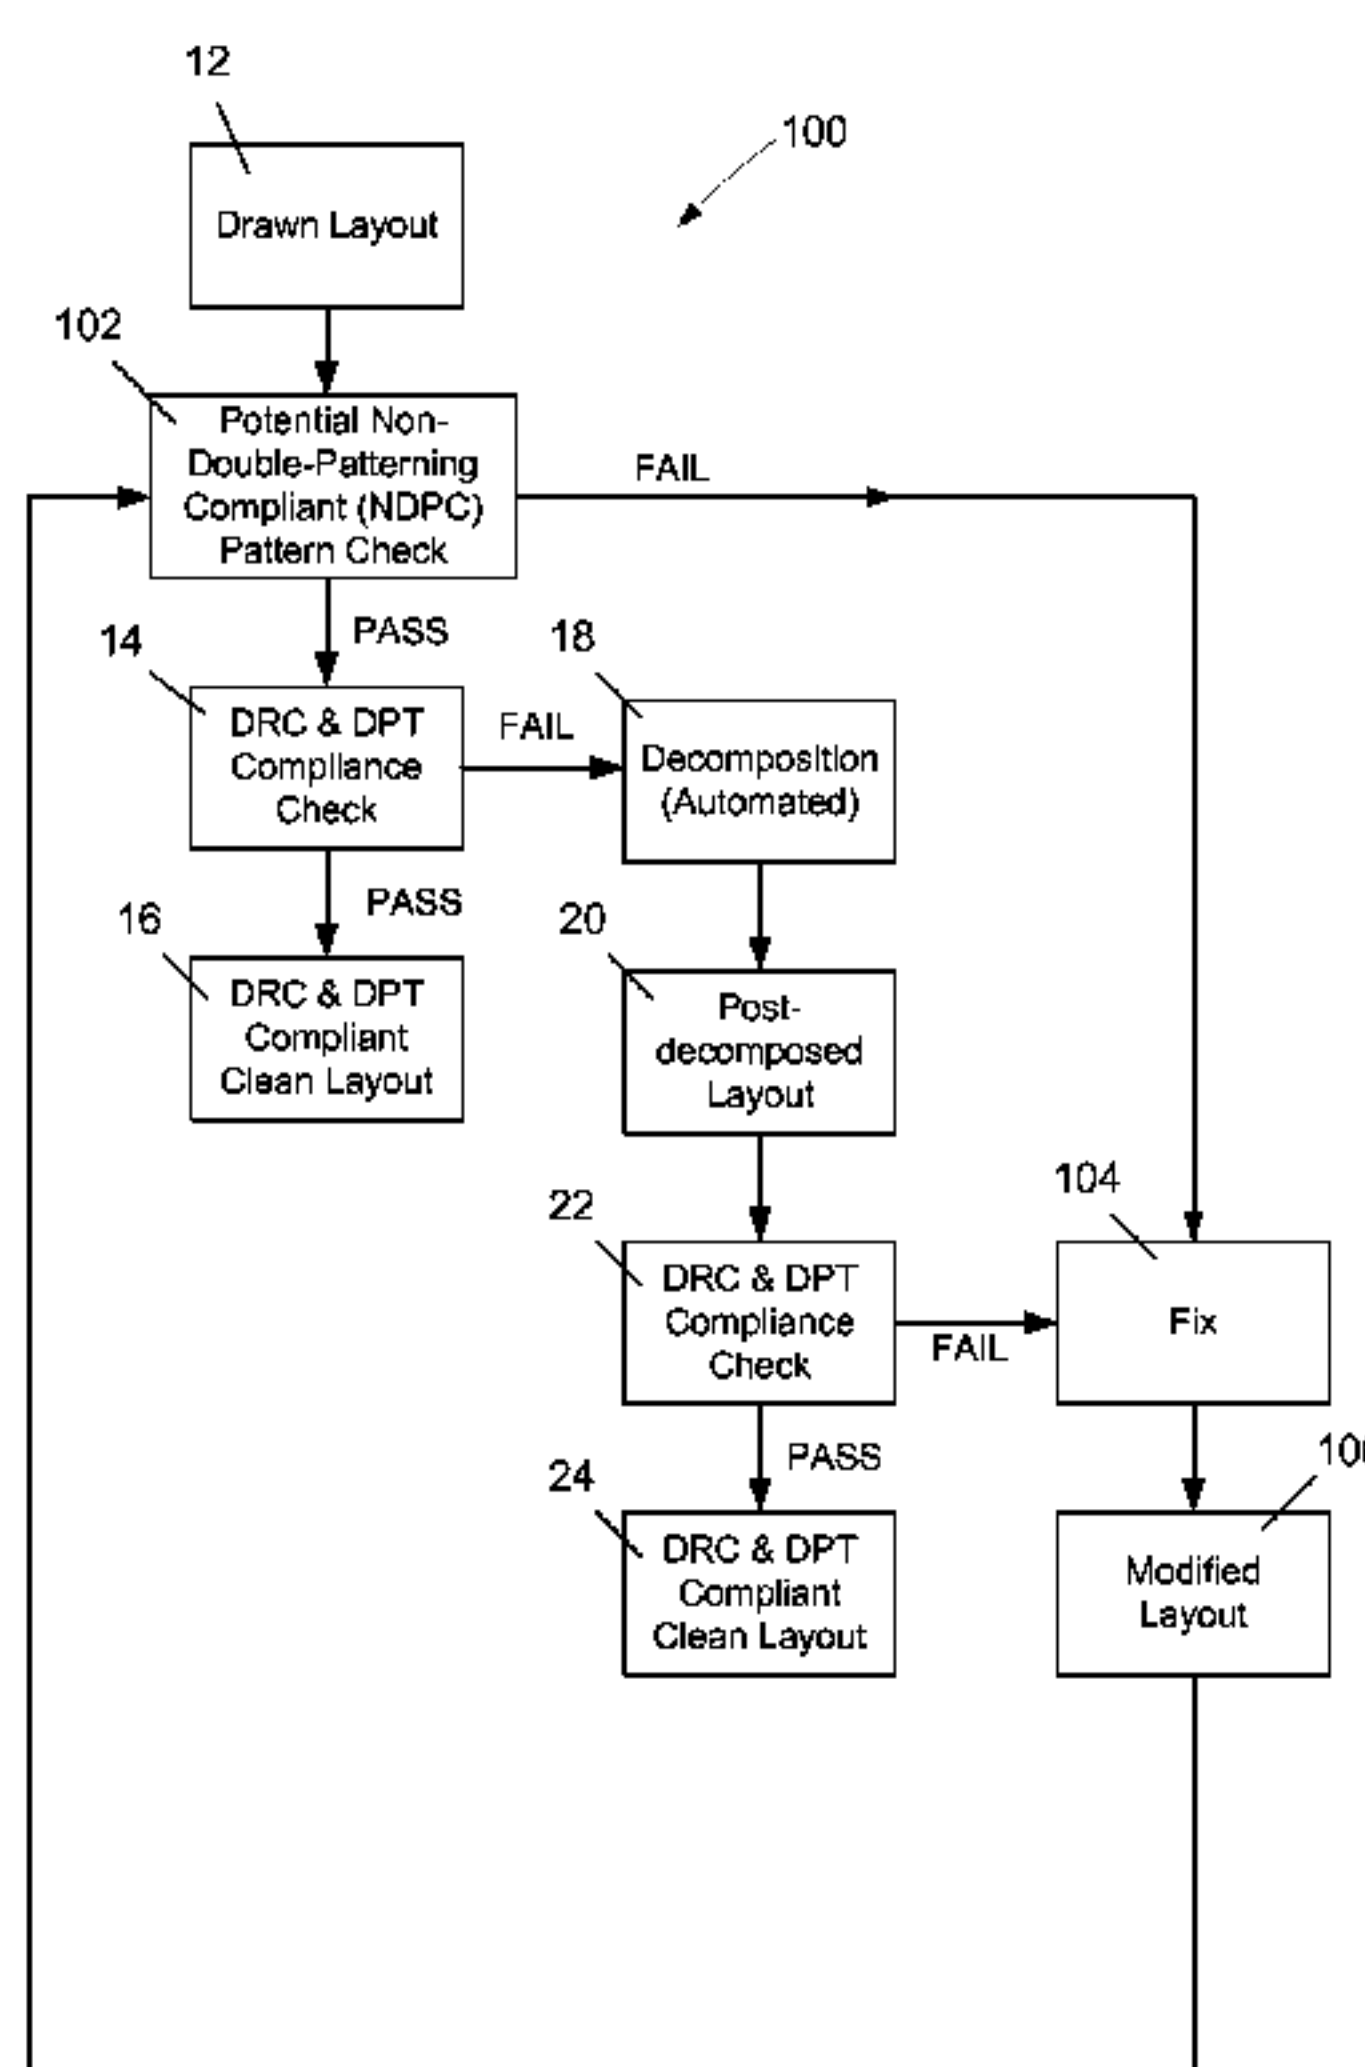 12
100
Drawn Layout
102
Potential Non-
Double-Patterning
Compliant (NDPC)
Pattern Check
FAIL
PASS
14
DRC & DPT
Compliance
Check
FAIL
18
Decomposition
(Automated)
PASS
16
DRC & DPT
Compliant
Clean Layout
20
Post-
decomposed
Layout
22
DRC & DPT
Compliance
Check
FAIL
104
Fix
PASS
24
DRC & DPT
Compliant
Clean Layout
Modified
Layout